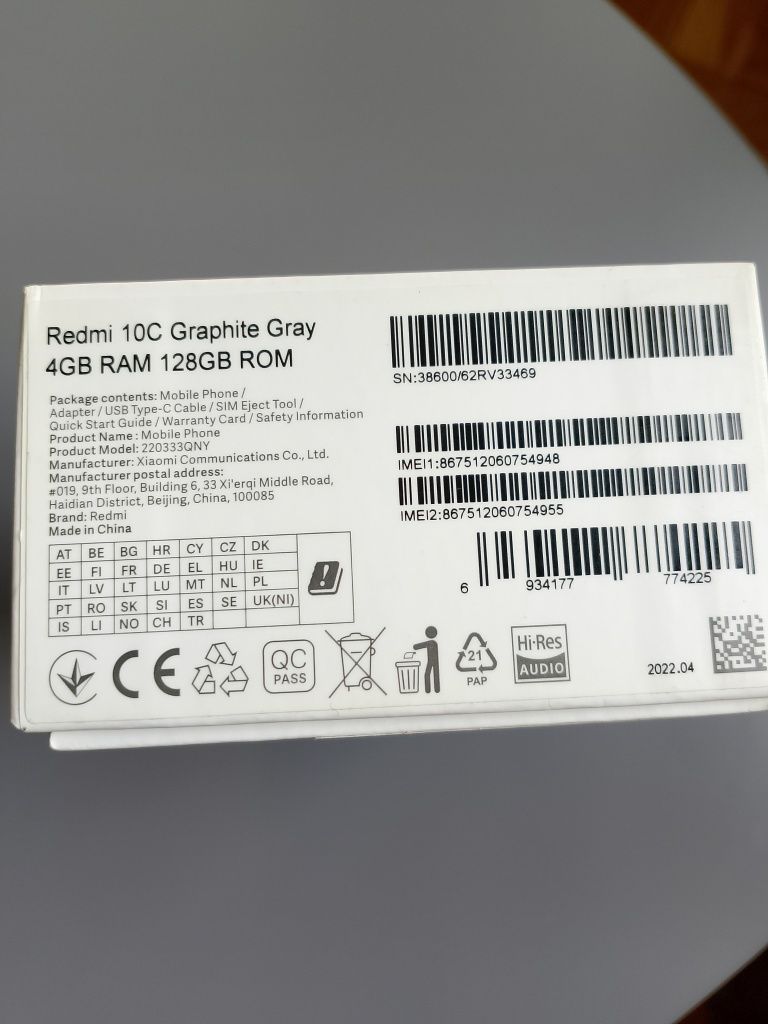 Redmi 10C Graphite Gray
4GB RAM 128GB ROM
Package contents: Mobile Phone /
Adapter / USB Type-C Cable / SIM Eject Tool /
Quick Start Guide / Warranty Card / Safety Information
Product Name: Mobile Phone
Product Model: 220333QNY
Manufacturer: Xiaomi Communications Co., Ltd.
Manufacturer postal address:
#019, 9th Floor, Building 6, 33 Xi'erqi Middle Road,
Haidian District, Beijing, China, 100085
Brand: Redmi
Made in China
AT BE BG HR CY CZ DK
EE FI FR DE EL HU IE
IT LV LT LU MT NL PL
PT RO SK SI ES SE UK(NI)
IS LI NO CH TR
SN:38600/62RV33469
IMEI1:867512060754948
IMEI2:867512060754955
6 934177 774225
CE
QC
PASS
21
PAP
Hi-Res
AUDIO
2022.04